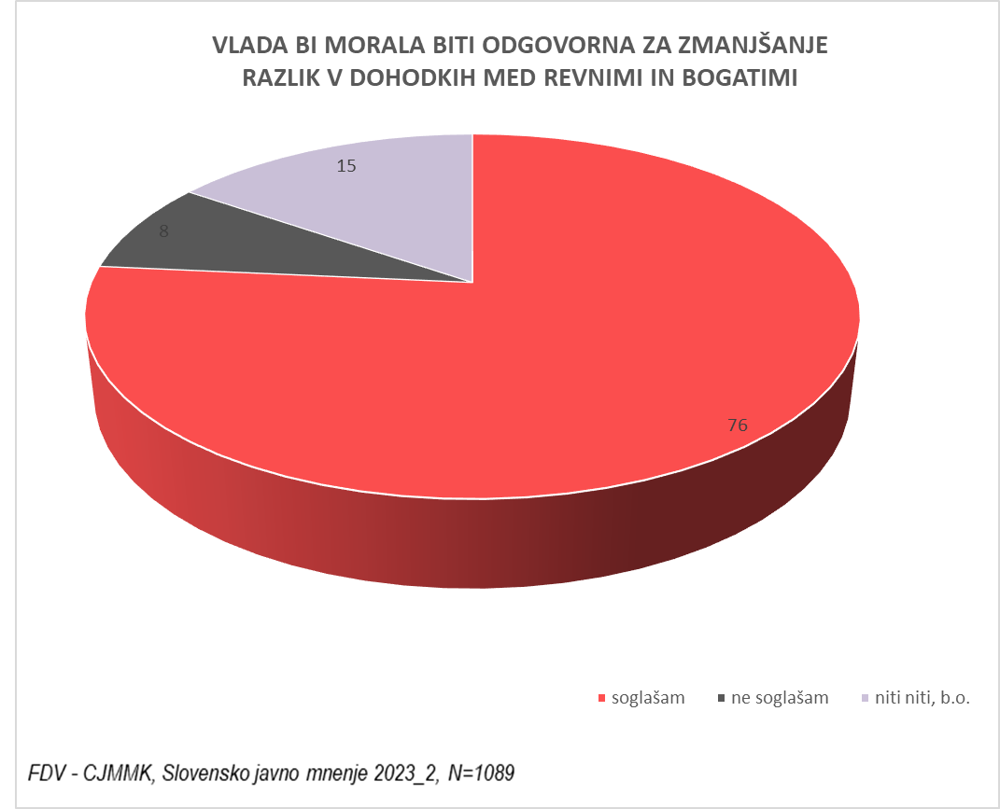 VLADA BI MORALA BITI ODGOVORNA ZA ZMANJŠANJE
RAZLIK V DOHODKIH MED REVNIMI IN BOGATIMI
15
8
76
soglašam ne soglašam niti niti, b.o.
FDV - CJMMK, Slovensko javno mnenje 2023_2, N=1089